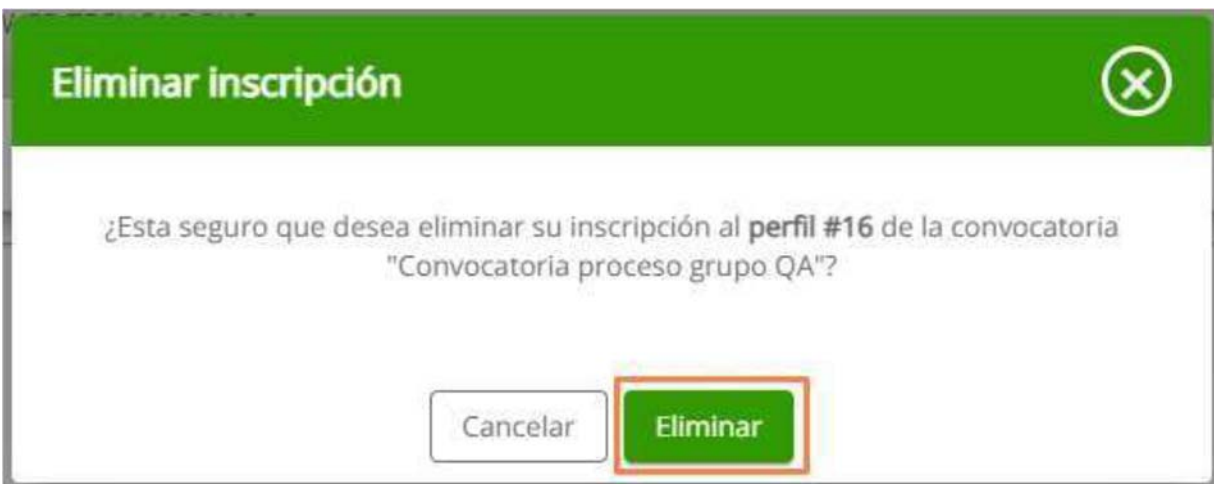 Eliminar inscripción
¿Esta seguro que desea eliminar su inscripción al perfil #16 de la convocatoria
"Convocatoria proceso grupo QA"?
Cancelar
Eliminar